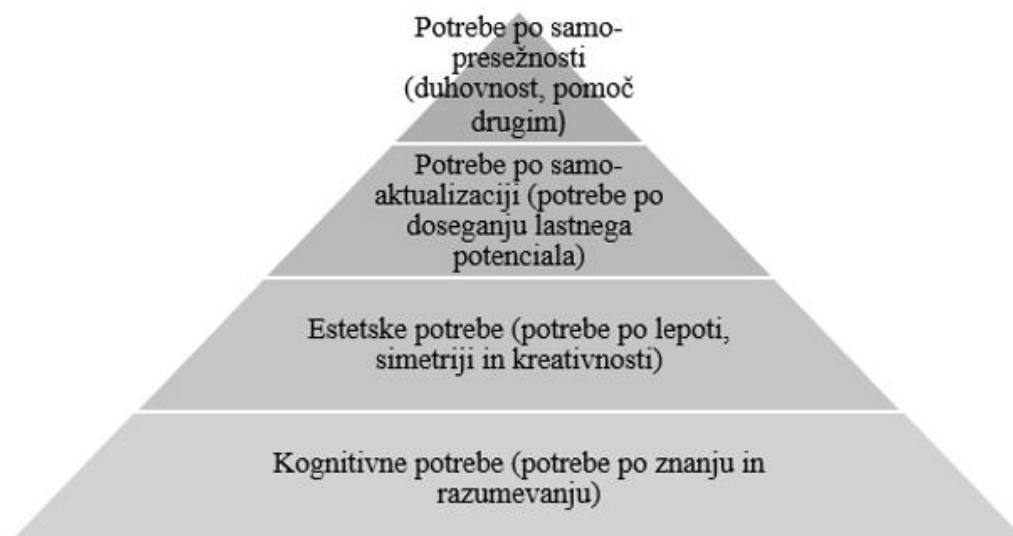 Potrebe po samo-
presežnosti
(duhovnost, pomoč
drugim)
Potrebe po samo-
aktualizaciji (potrebe po
doseganju lastnega
potenciala)
Estetske potrebe (potrebe po lepoti,
simetriji in kreativnosti)
Kognitivne potrebe (potrebe po znanju in
razumevanju)